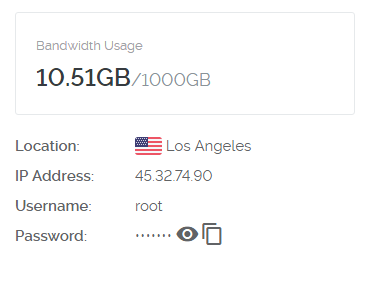 Bandwidth Usage
10.51GB/1000GB
Location: Los Angeles
IP Address: 45.32.74.90
Username: root
Password: ·······